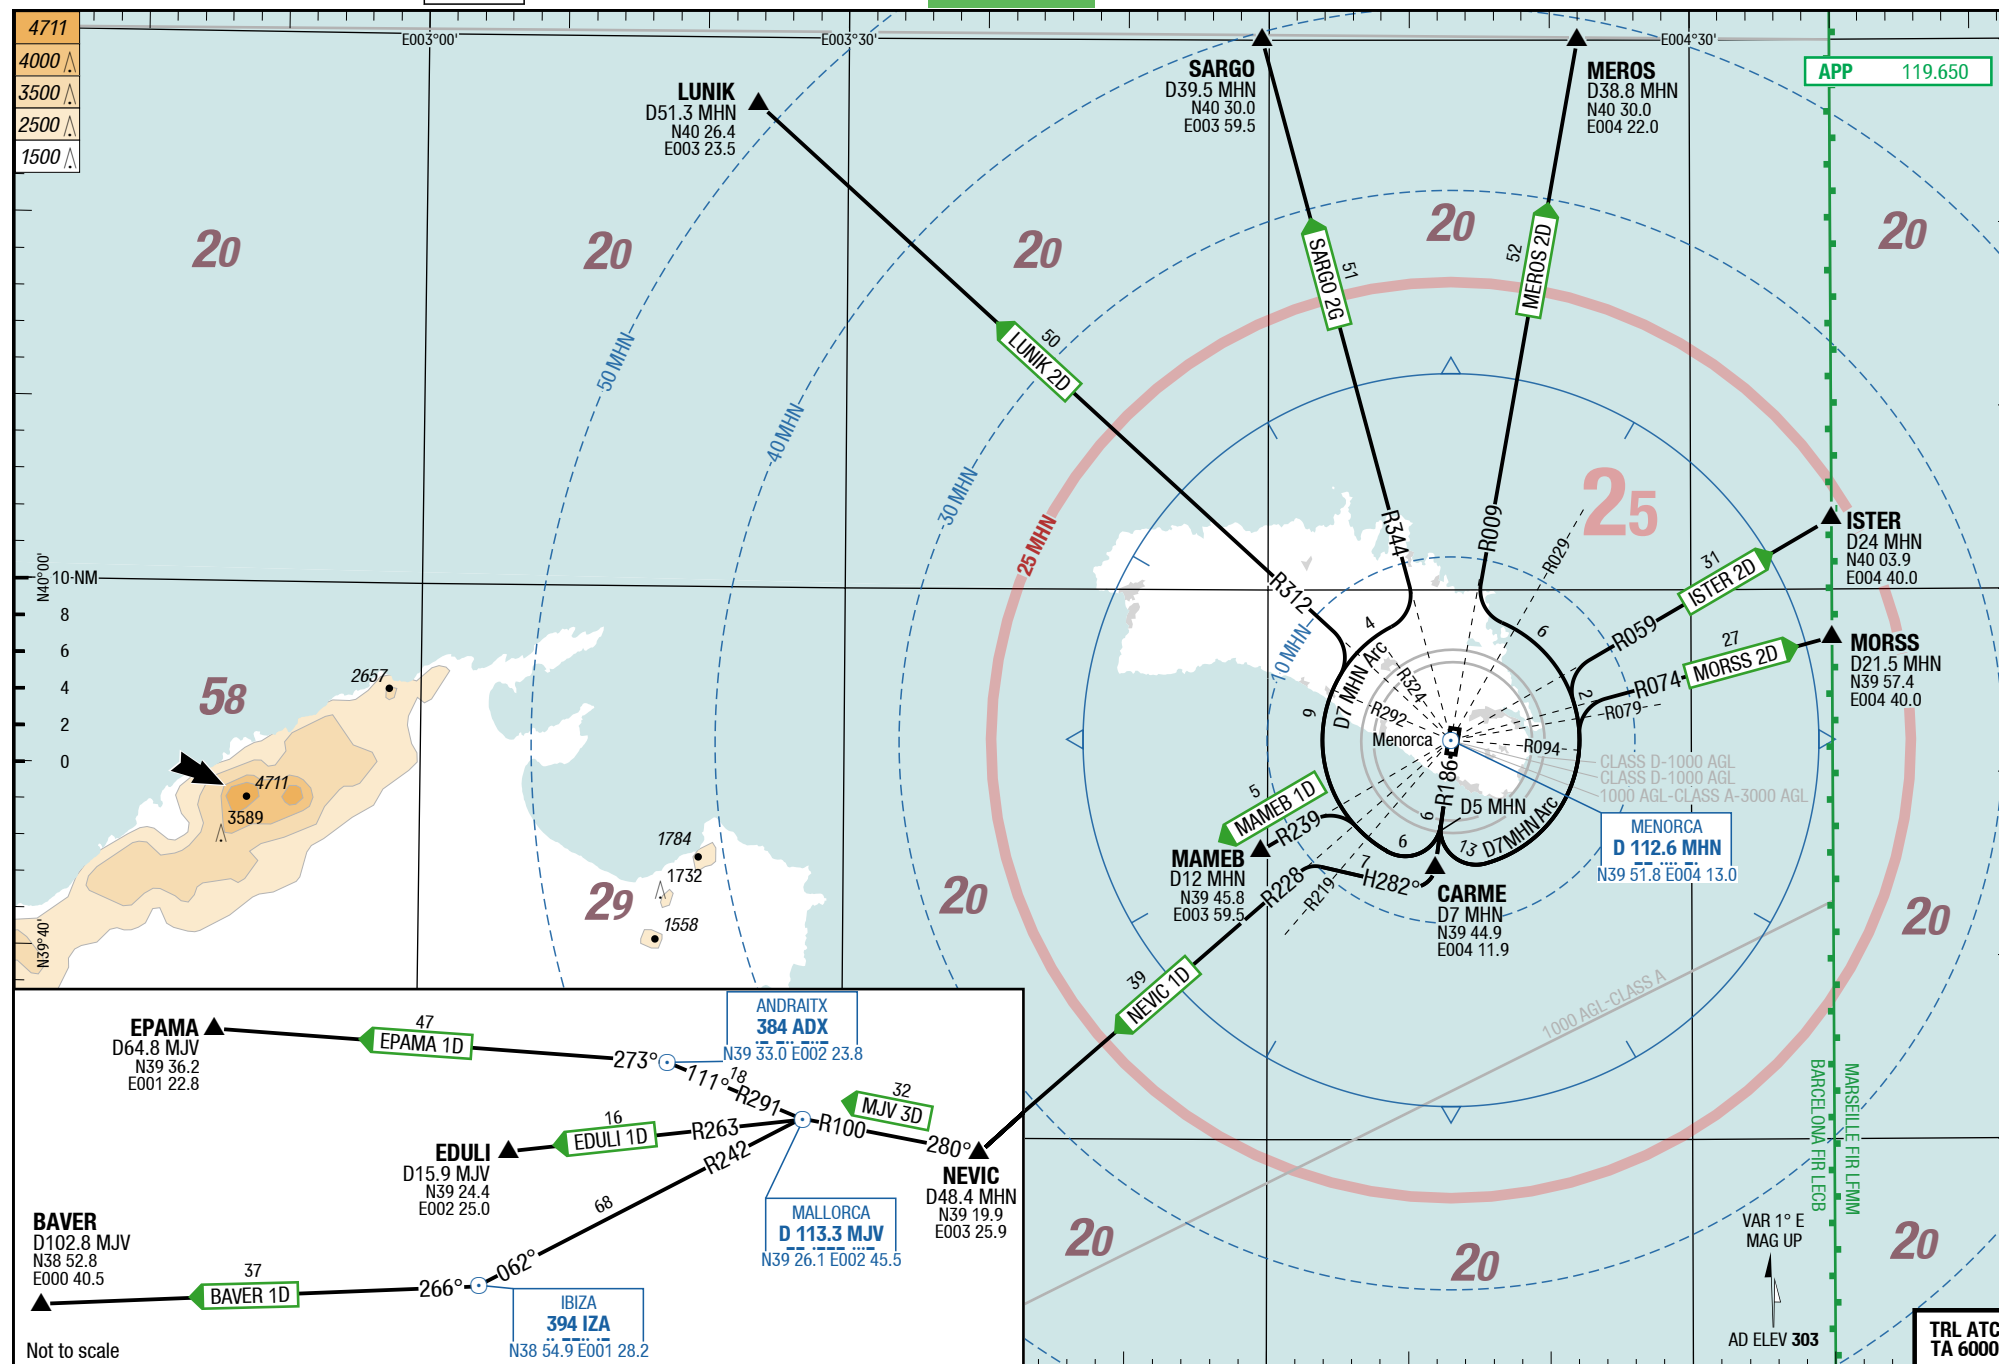 4711
4000
3500
2500
1500
E003°00'
E003°30'
E004°30'
APP 119.650
LUNIK
D51.3 MHN
N40 26.4
E003 23.5
SARGO
D39.5 MHN
N40 30.0
E003 59.5
MEROS
D38.8 MHN
N40 30.0
E004 22.0
20
20
20
20
20
SARGO 2G
51
52
MEROS 2D
50
LUNIK 2D
50 MHN
40 MHN
30 MHN
25 MHN
10 MHN
25
R344
R009
R029
R312
ISTER
D24 MHN
N40 03.9
E004 40.0
31
ISTER 2D
R059
MORSS
D21.5 MHN
N39 57.4
E004 40.0
27
MORSS 2D
R074
R079
R094
4
6
2
9
D7 MHN Arc
R324
R292
Menorca
R186
N40°00'
10 NM
8
6
4
2
0
N39°40'
2657
58
4711
3589
1784
1732
1558
29
20
20
CLASS D-1000 AGL
CLASS D-1000 AGL
1000 AGL-CLASS A-3000 AGL
MENORCA
D 112.6 MHN
N39 51.8 E004 13.0
5
MAMEB 1D
R239
MAMEB
D12 MHN
N39 45.8
E003 59.5
R228
R219
7
H282°
6
9
D5 MHN
13
D7 MHN Arc
CARME
D7 MHN
N39 44.9
E004 11.9
39
NEVIC 1D
1000 AGL-CLASS A
BARCELONA FIR LECB
MARSEILLE FIR LFMM
EPAMA
D64.8 MJV
N39 36.2
E001 22.8
47
EPAMA 1D
273°
ANDRAITX
384 ADX
N39 33.0 E002 23.8
111°
18
R291
32
MJV 3D
R100
280°
NEVIC
D48.4 MHN
N39 19.9
E003 25.9
EDULI
D15.9 MJV
N39 24.4
E002 25.0
16
EDULI 1D
R263
R242
MALLORCA
D 113.3 MJV
N39 26.1 E002 45.5
68
BAVER
D102.8 MJV
N38 52.8
E000 40.5
37
BAVER 1D
266°
062°
IBIZA
394 IZA
N38 54.9 E001 28.2
Not to scale
20
20
20
VAR 1° E
MAG UP
AD ELEV 303
TRL ATC
TA 6000